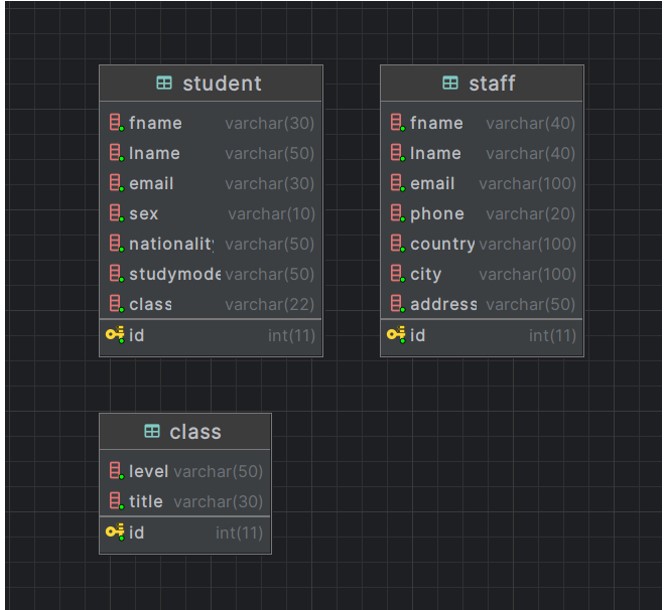 student
fname varchar(30)
lname varchar(50)
email varchar(30)
sex varchar(10)
nationality varchar(50)
studymode varchar(50)
class varchar(22)
id int(11)
staff
fname varchar(40)
lname varchar(40)
email varchar(100)
phone varchar(20)
country varchar(100)
city varchar(100)
address varchar(50)
id int(11)
class
level varchar(50)
title varchar(30)
id int(11)